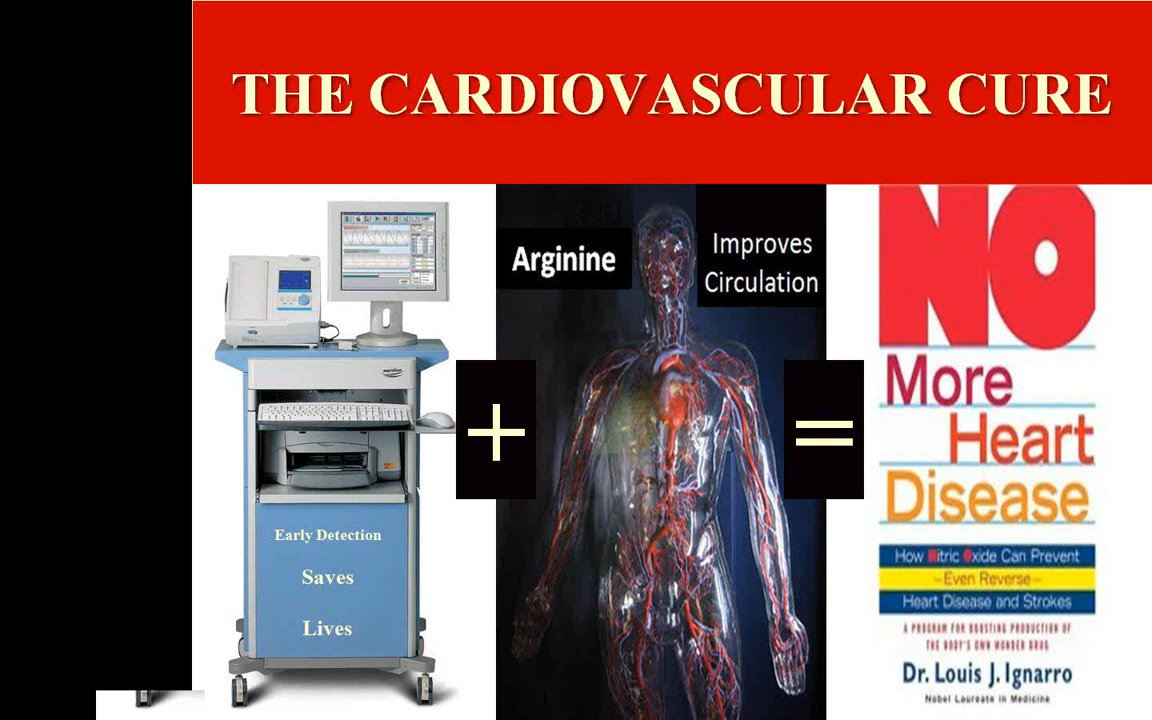 THE CARDIOVASCULAR CURE
Arginine
Improves
Circulation
+
=
meridian
Early Detection
Saves
Lives
NO
More
Heart
Disease
How Nitric Oxide Can Prevent
–Even Reverse–
Heart Disease and Strokes
A PROGRAM FOR BOOSTING PRODUCTION OF
THE BODY'S OWN WONDER DRUG
Dr. Louis J. Ignarro
Nobel Laureate in Medicine